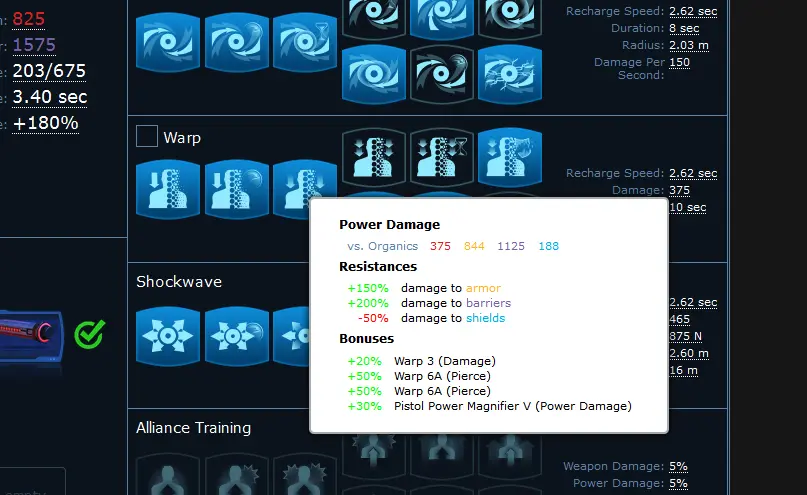 825
1575
203/675
3.40 sec
+180%
Recharge Speed: 2.62 sec
Duration: 8 sec
Radius: 2.03 m
Damage Per Second: 150
Warp
Recharge Speed: 2.62 sec
Damage: 375
10 sec
Power Damage
vs. Organics 375 844 1125 188
Resistances
+150% damage to armor
+200% damage to barriers
-50% damage to shields
Bonuses
+20% Warp 3 (Damage)
+50% Warp 6A (Pierce)
+50% Warp 6A (Pierce)
+30% Pistol Power Magnifier V (Power Damage)
Shockwave
2.62 sec
465
875 N
2.60 m
16 m
Alliance Training
Weapon Damage: 5%
Power Damage: 5%